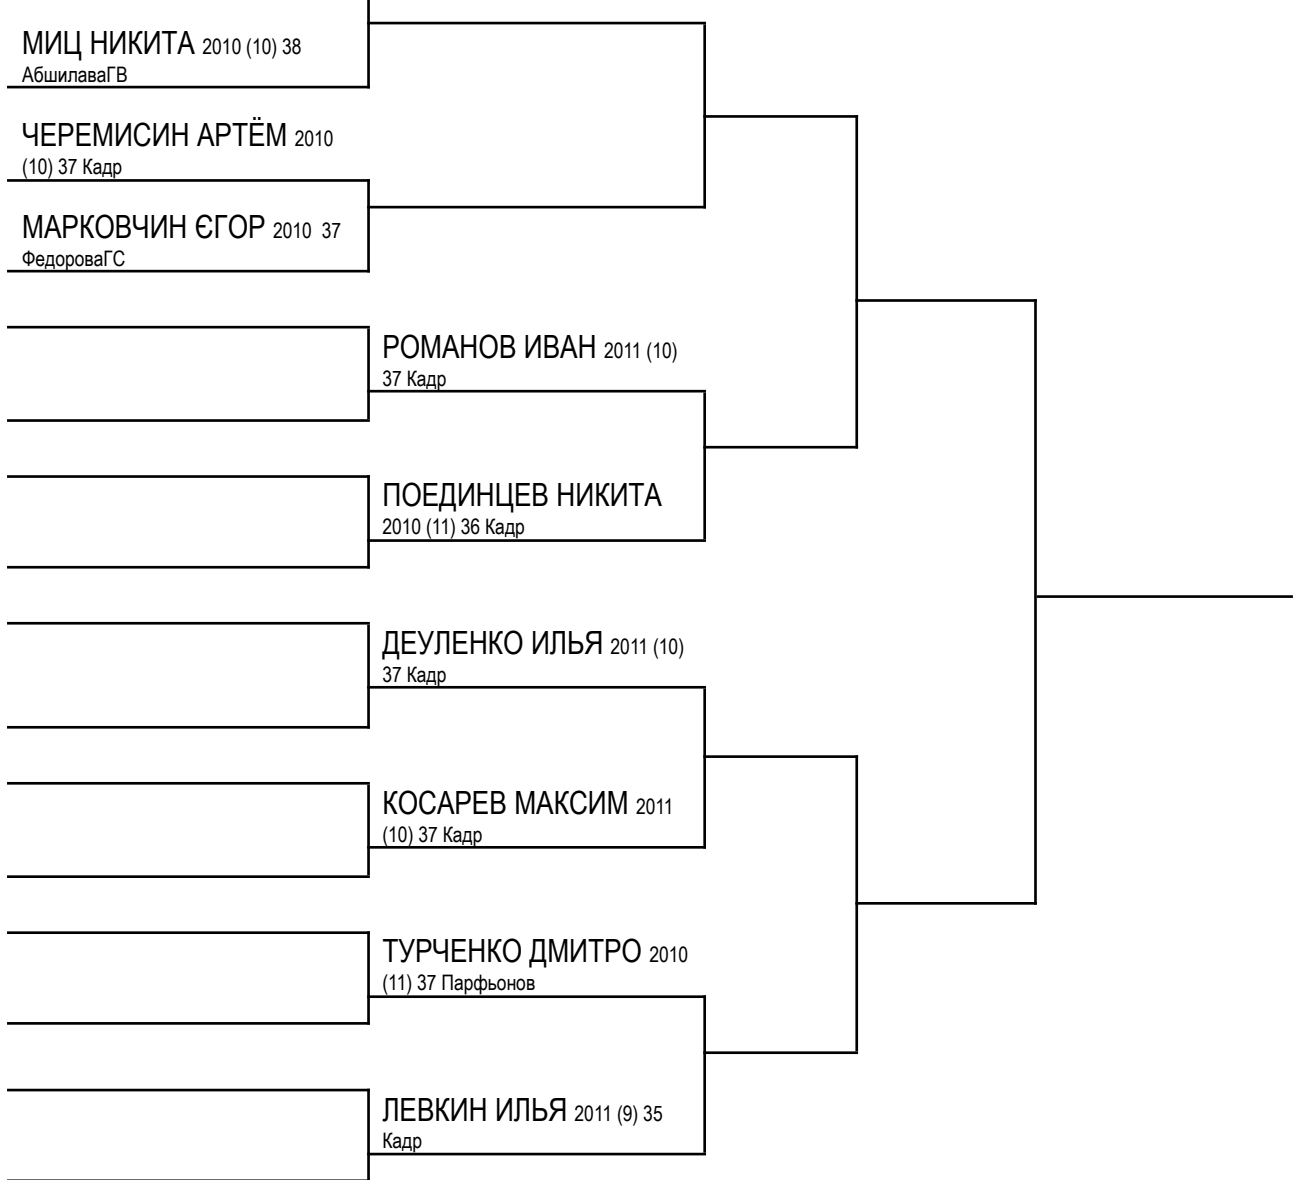 МИЦ НИКИТА 2010 (10) 38
АбшилаваГВ
ЧЕРЕМИСИН АРТЁМ 2010
(10) 37 Кадр
МАРКОВЧИН ЄГОР 2010 37
ФедороваГС
РОМАНОВ ИВАН 2011 (10)
37 Кадр
ПОЕДИНЦЕВ НИКИТА
2010 (11) 36 Кадр
ДЕУЛЕНКО ИЛЬЯ 2011 (10)
37 Кадр
КОСАРЕВ МАКСИМ 2011
(10) 37 Кадр
ТУРЧЕНКО ДМИТРО 2010
(11) 37 Парфьонов
ЛЕВКИН ИЛЬЯ 2011 (9) 35
Кадр